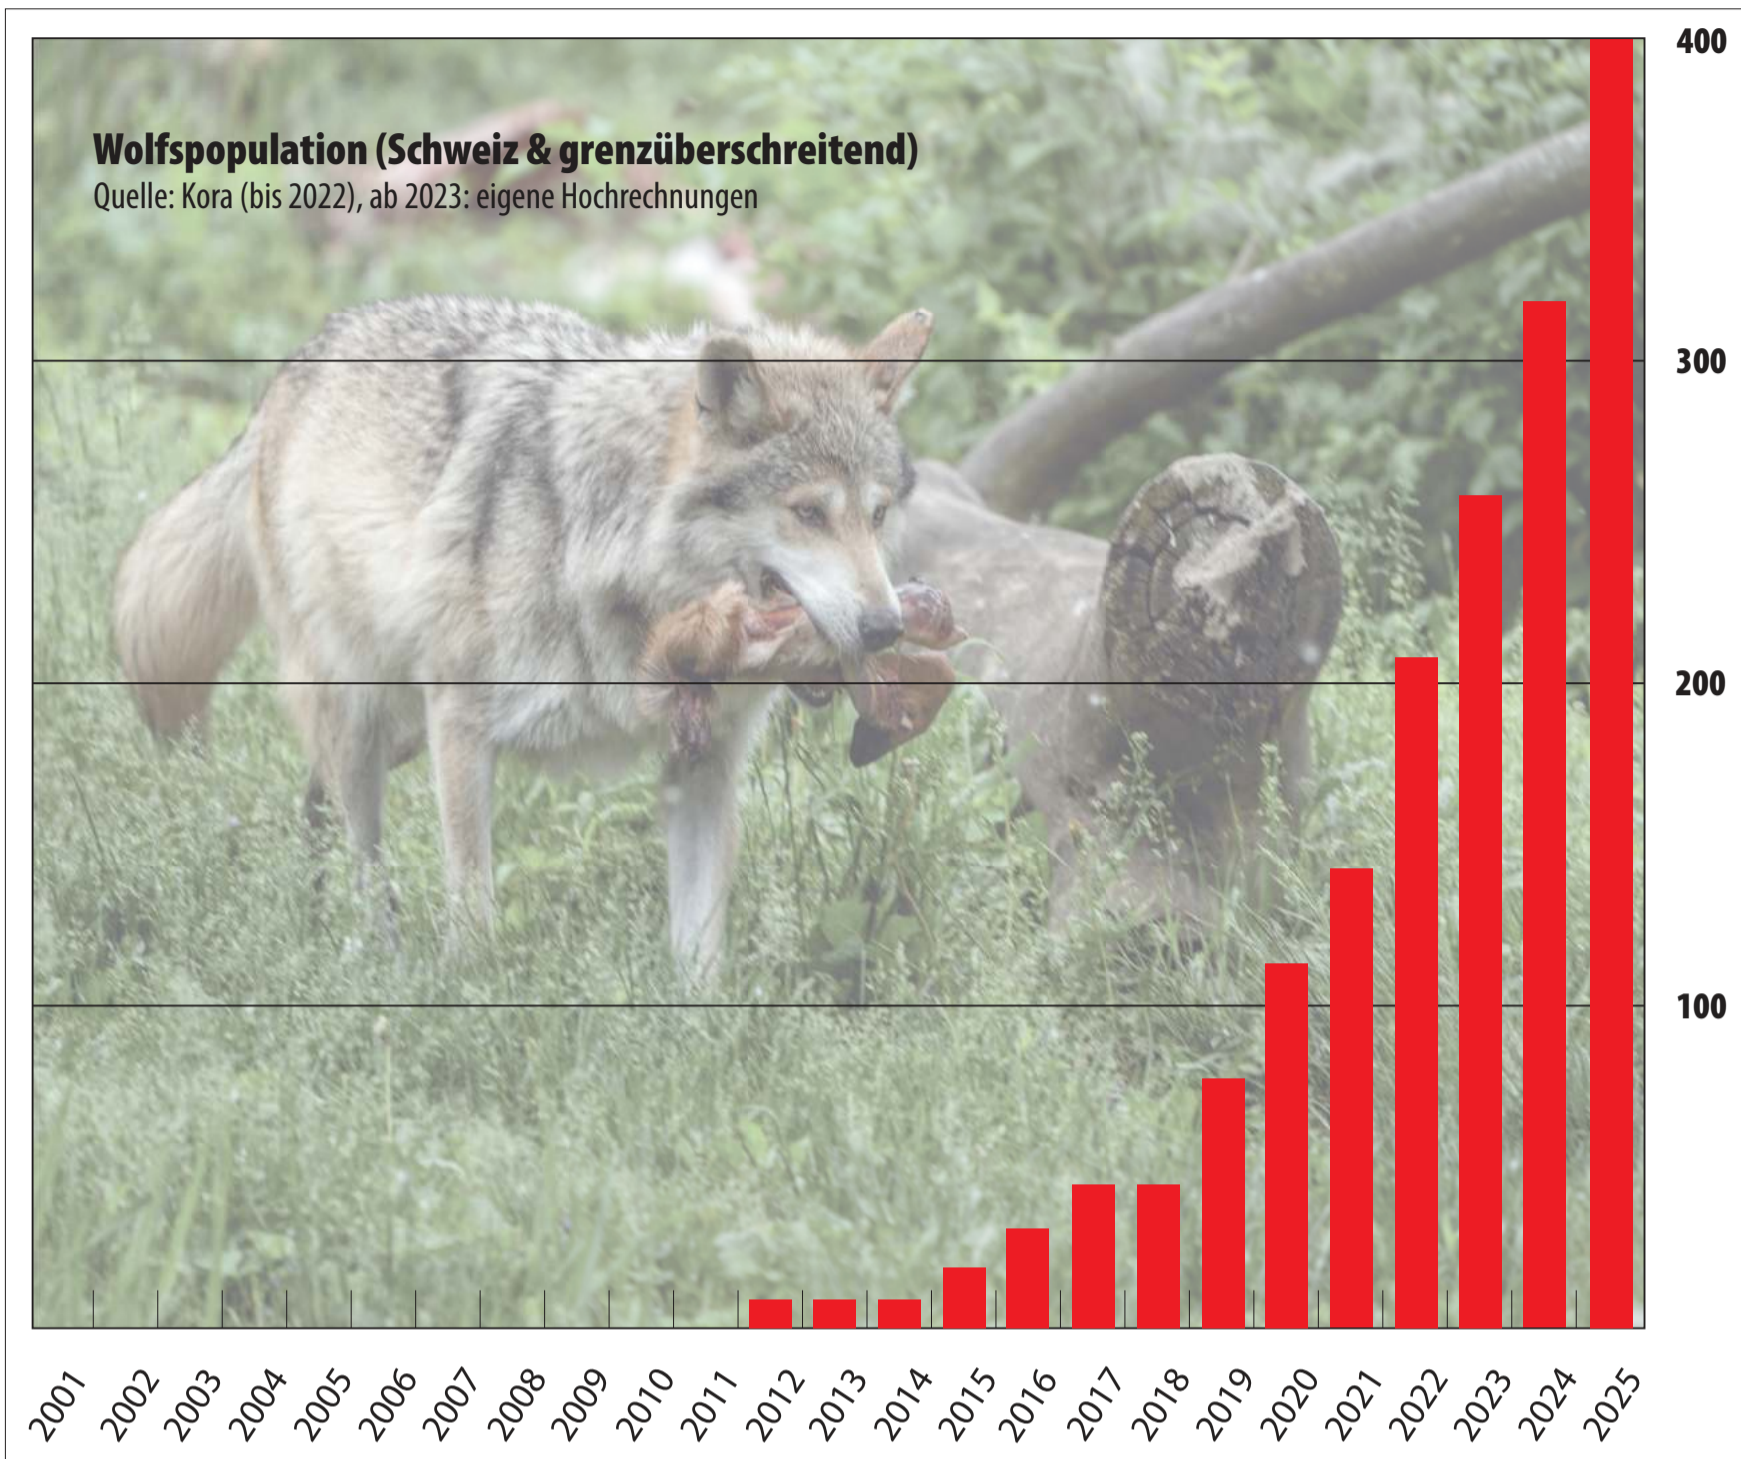 Wolfspopulation (Schweiz & grenzüberschreitend)
Quelle: Kora (bis 2022), ab 2023: eigene Hochrechnungen
400
300
200
100
2001 2002 2003 2004 2005 2006 2007 2008 2009 2010 2011 2012 2013 2014 2015 2016 2017 2018 2019 2020 2021 2022 2023 2024 2025